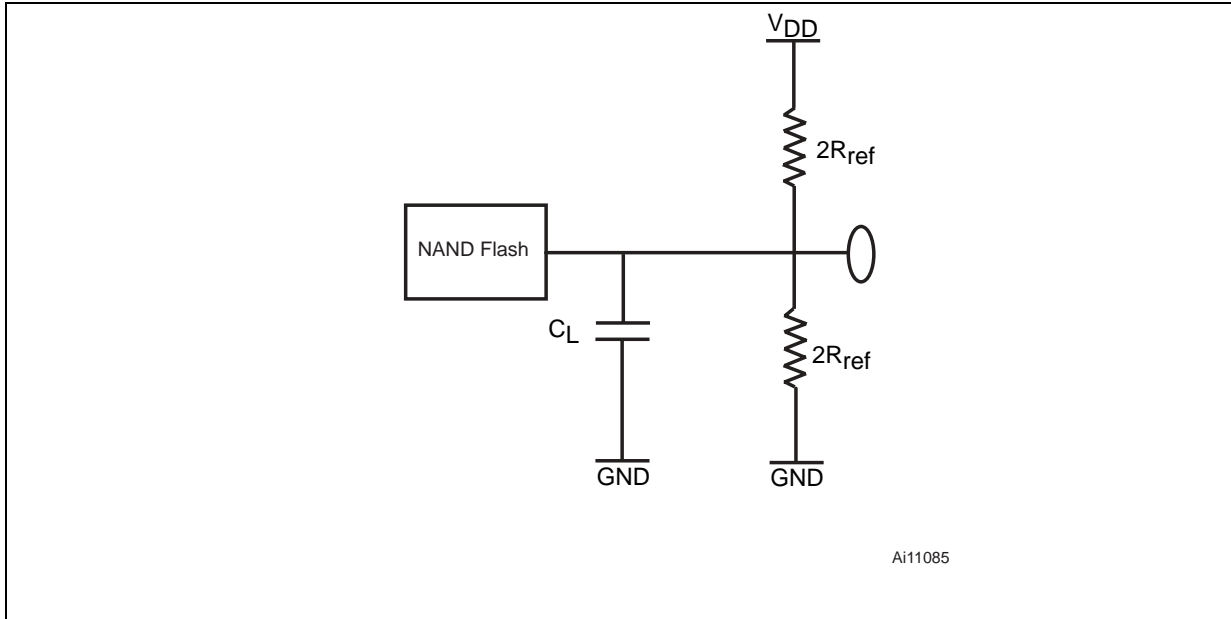 VDD
2Rref
NAND Flash
CL
2Rref
GND
GND
Ai11085